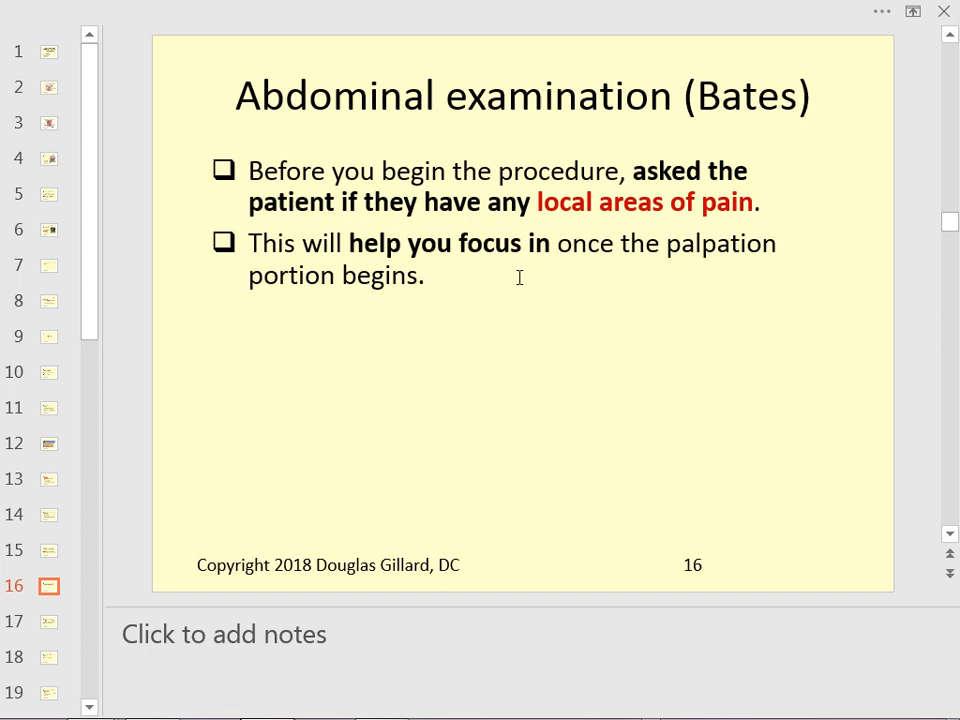 1
2
3
4
5
6
7
8
9
10
11
12
13
14
15
16
17
18
19
Abdominal examination (Bates)
Before you begin the procedure, asked the
patient if they have any local areas of pain.
This will help you focus in once the palpation
portion begins.
Copyright 2018 Douglas Gillard, DC 16
Click to add notes